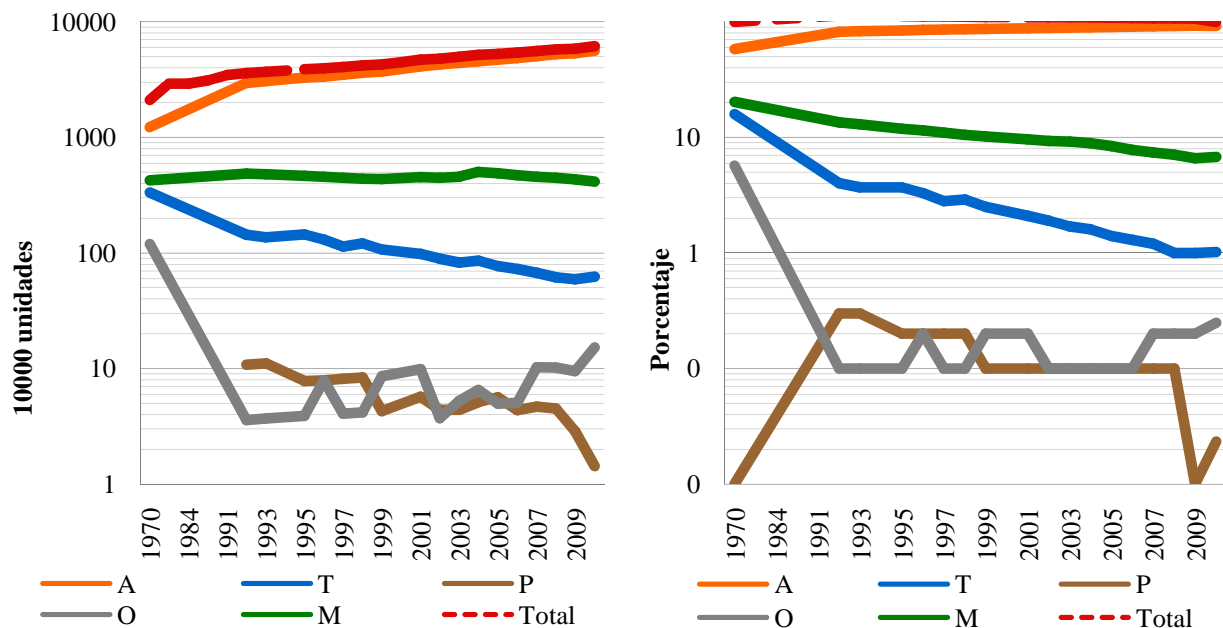 10000
1000
100
10
1
10000 unidades
1970
1984
1991
1993
1995
1997
1999
2001
2003
2005
2007
2009
A
T
P
O
M
Total
10
1
0
0
Porcentaje
1970
1984
1991
1993
1995
1997
1999
2001
2003
2005
2007
2009
A
T
P
O
M
Total